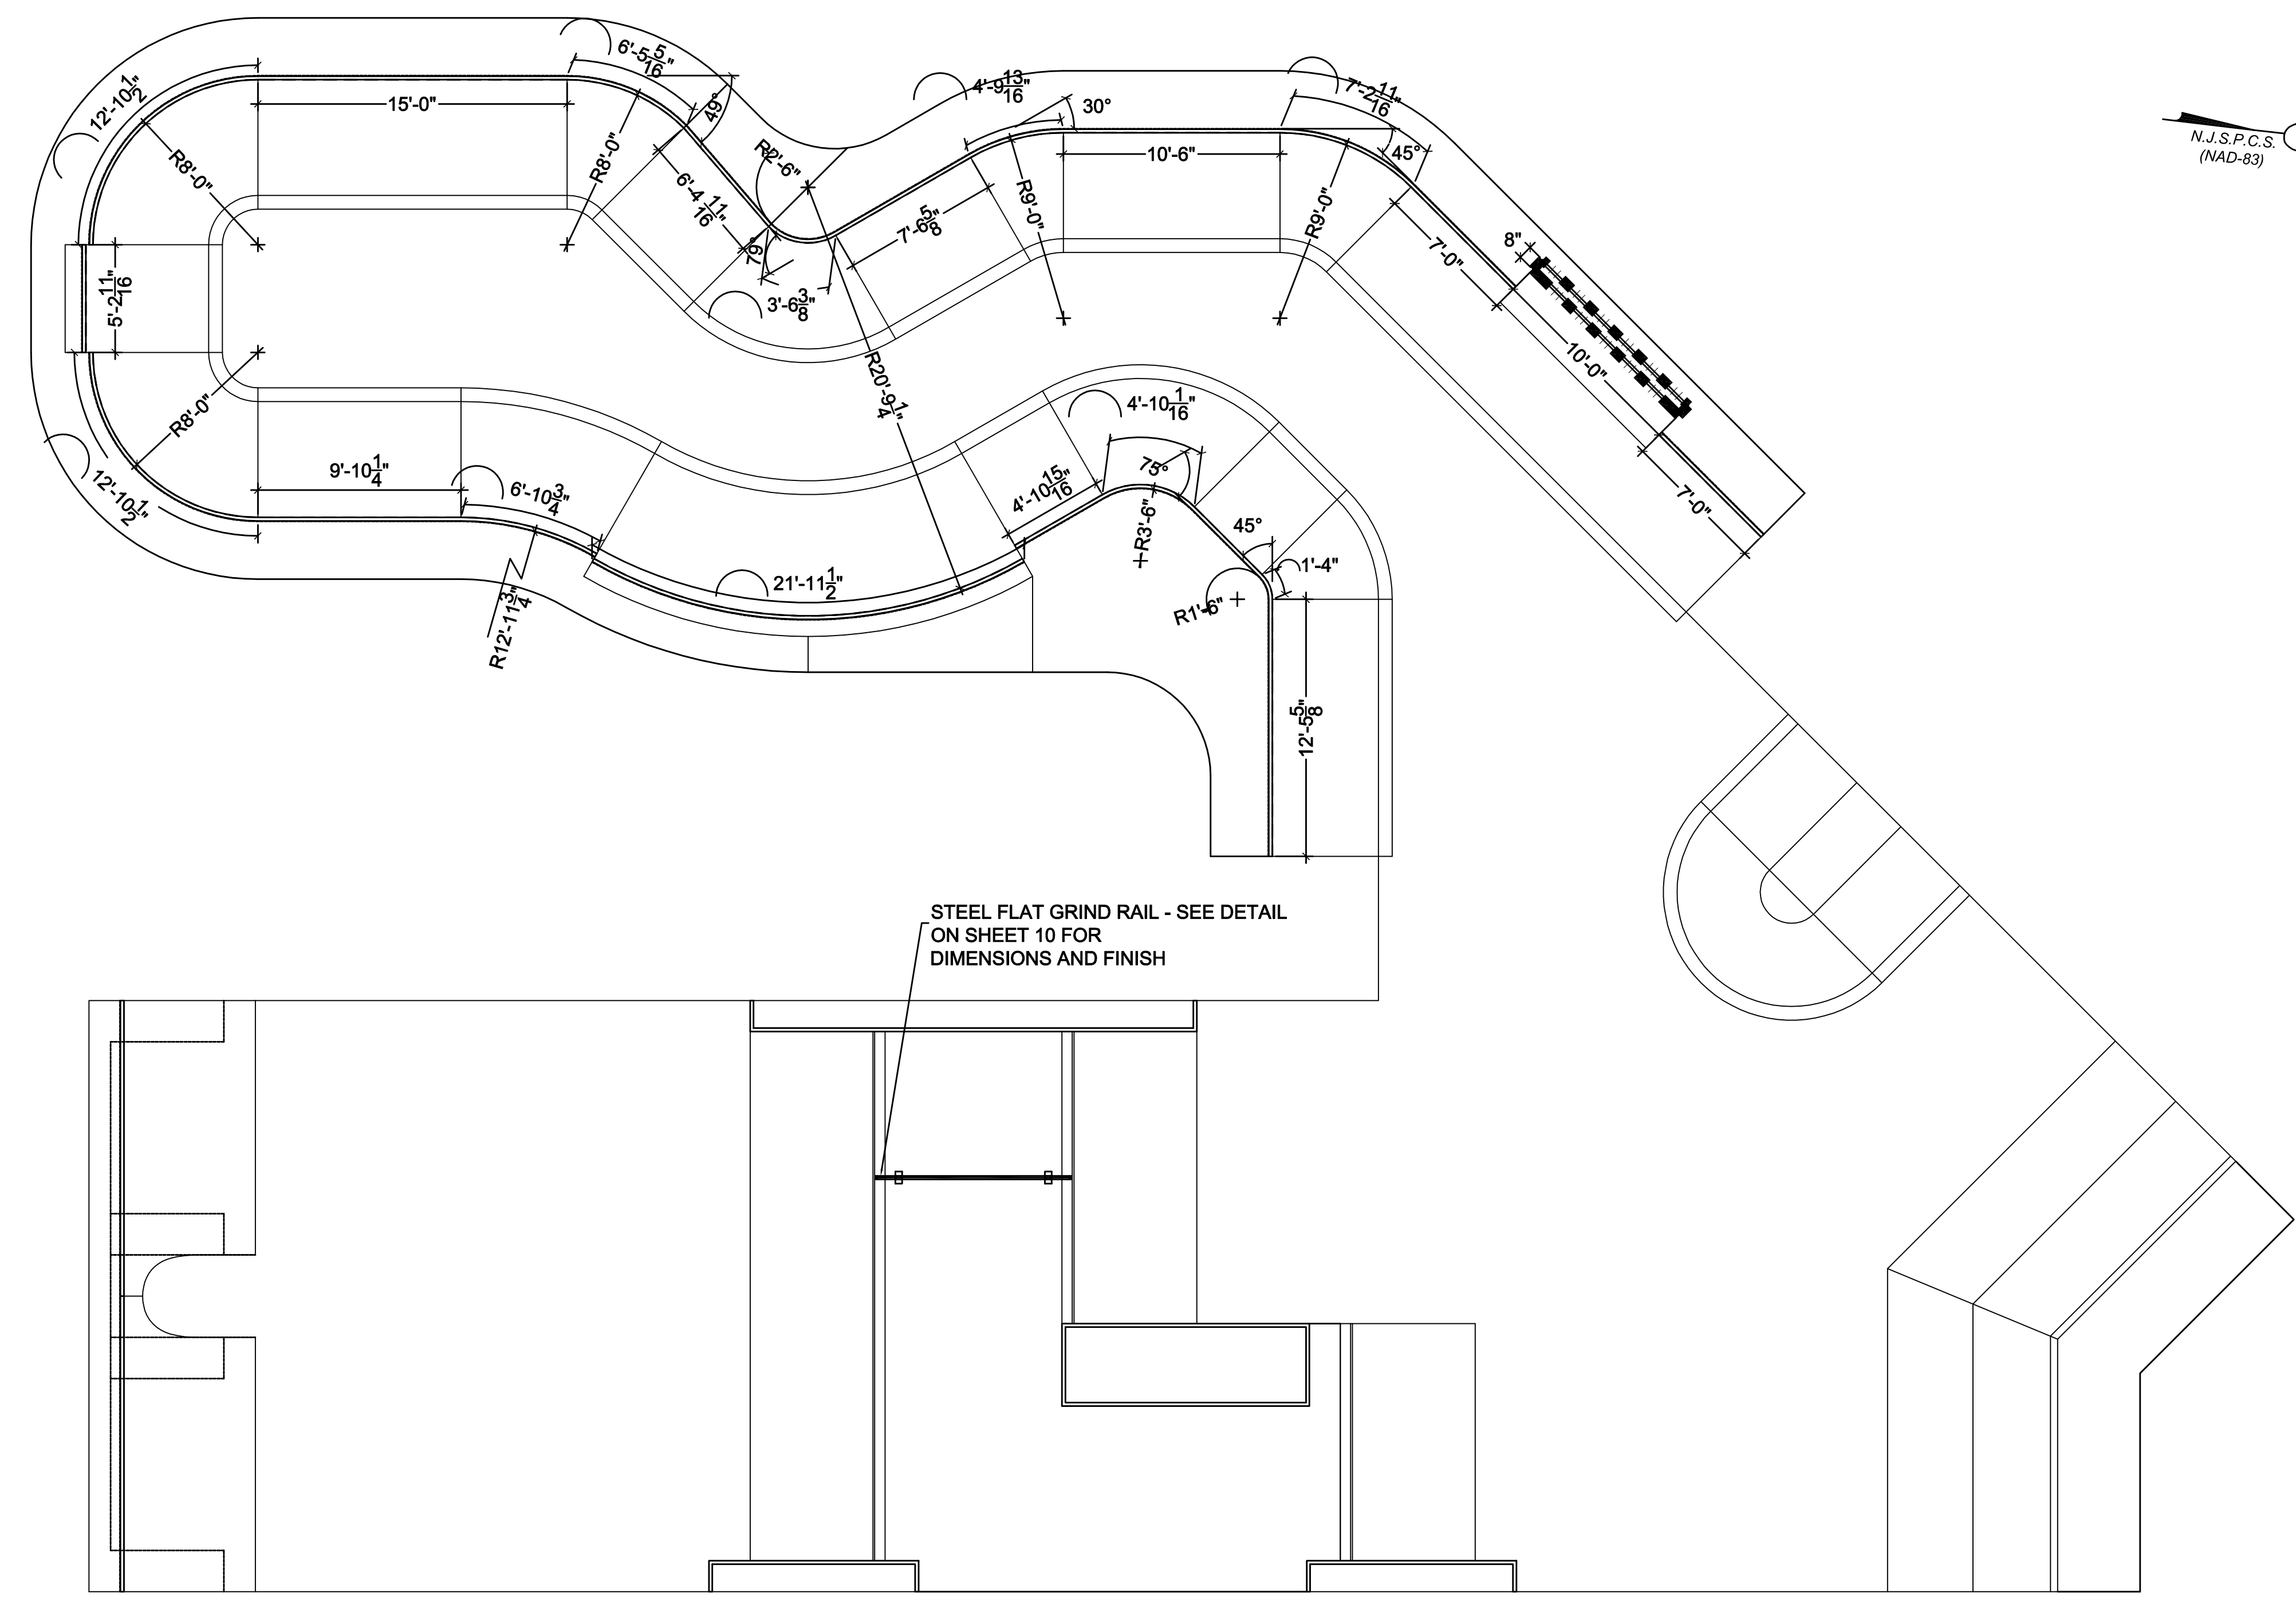 6'-5 5/16"
12'-10 1/2"
15'-0"
49°
4'-9 13/16"
30°
7'-2 11/16"
R8'-0"
R8'-0"
R2'-6"
10'-6"
45°
N.J.S.P.C.S.
(NAD-83)
6'-4 11/16"
R9'-0"
R9'-0"
7'-6 5/8"
79°
8"
7'-0"
5'-2 11/16"
3'-6 3/8"
10'-0"
R20'-9 1/4"
R8'-0"
4'-10 1/16"
9'-10 1/4"
6'-10 3/4"
12'-10 1/2"
4'-10 15/16"
75°
7'-0"
R3'-6"
45°
1'-4"
21'-11 1/2"
R1'-6"
R12'-11 3/4"
12'-5 5/8"
STEEL FLAT GRIND RAIL - SEE DETAIL
ON SHEET 10 FOR
DIMENSIONS AND FINISH